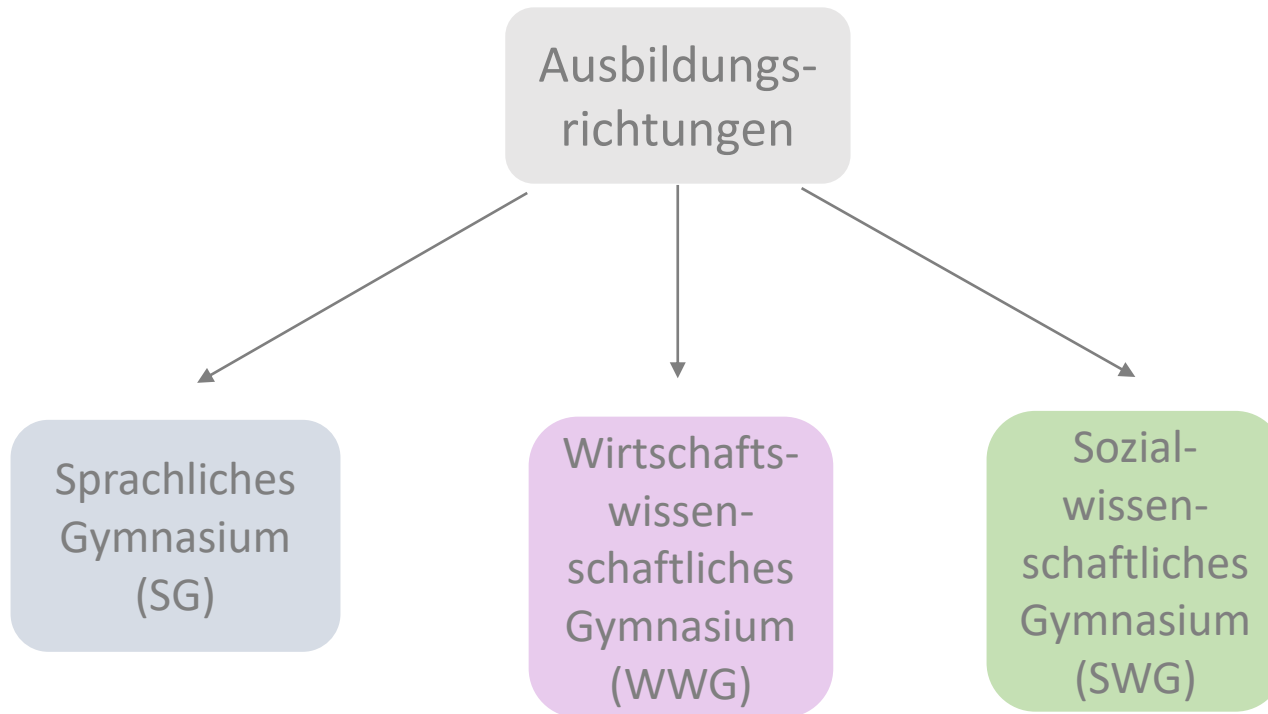 Ausbildungs-
richtungen
Sprachliches
Gymnasium
(SG)
Wirtschafts-
wissen-
schaftliches
Gymnasium
(WWG)
Sozial-
wissen-
schaftliches
Gymnasium
(SWG)